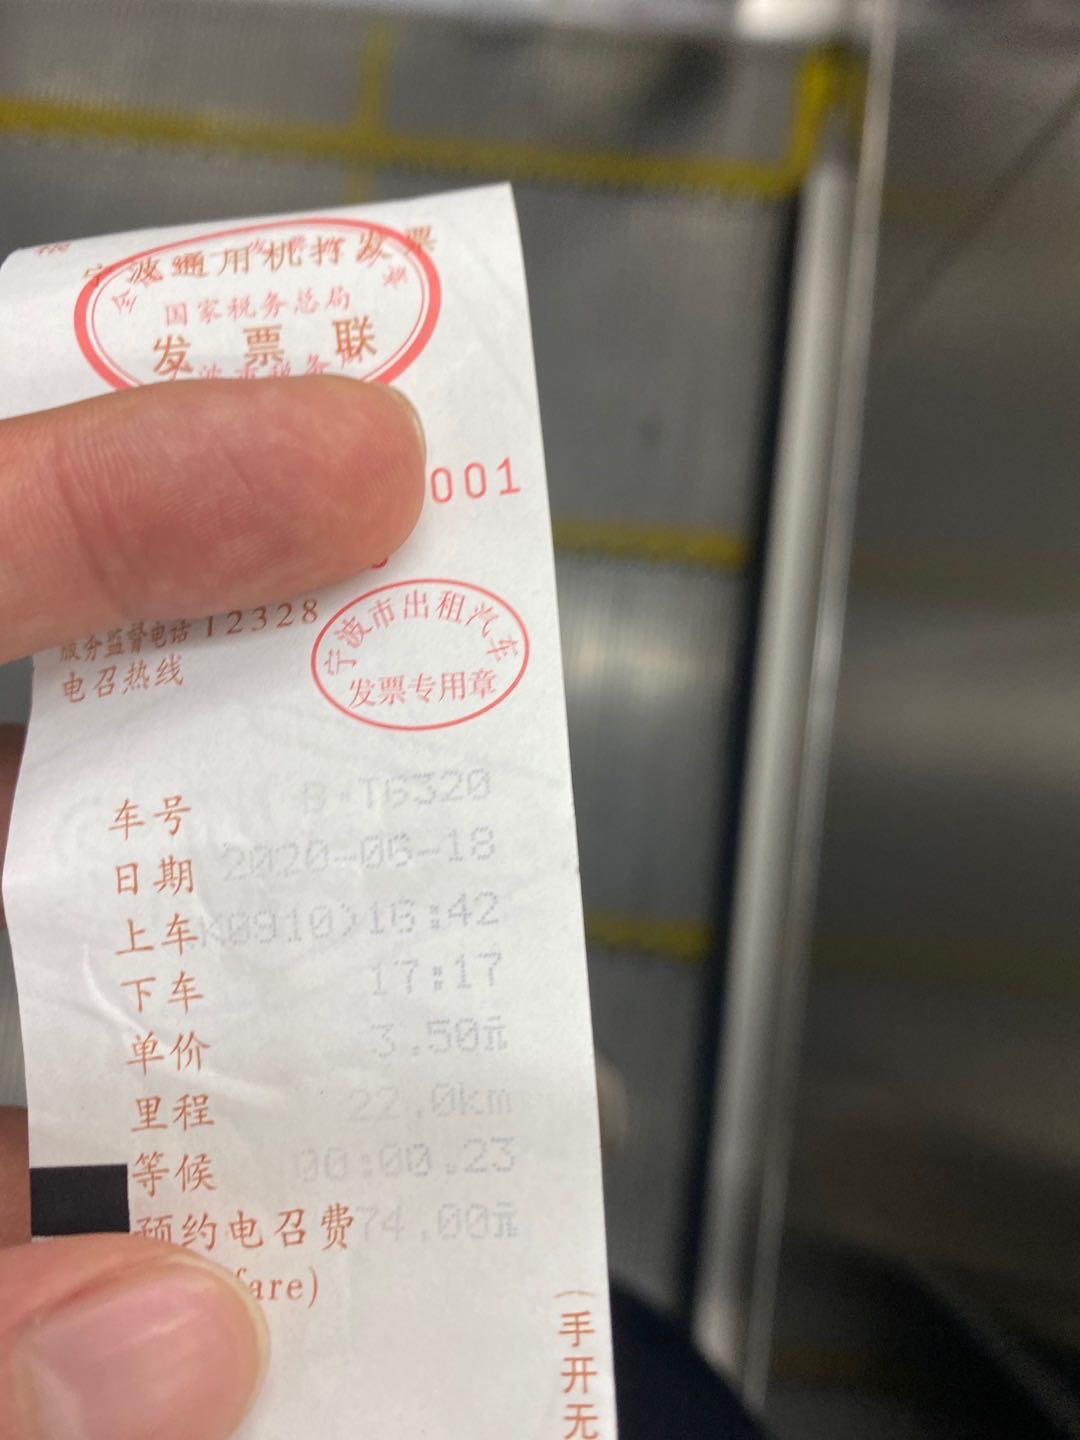 宁波通用机打发票
国家税务总局
发票联
001
服务监督电话 12328
电召热线
宁波市出租汽车
发票专用章
车号 B·T6320
日期 2020-06-18
上车 K0910)16:42
下车 17:17
单价 3.50元
里程 22.0km
等候 00:00.23
预约电召费 74.00元
fare)
(手开无